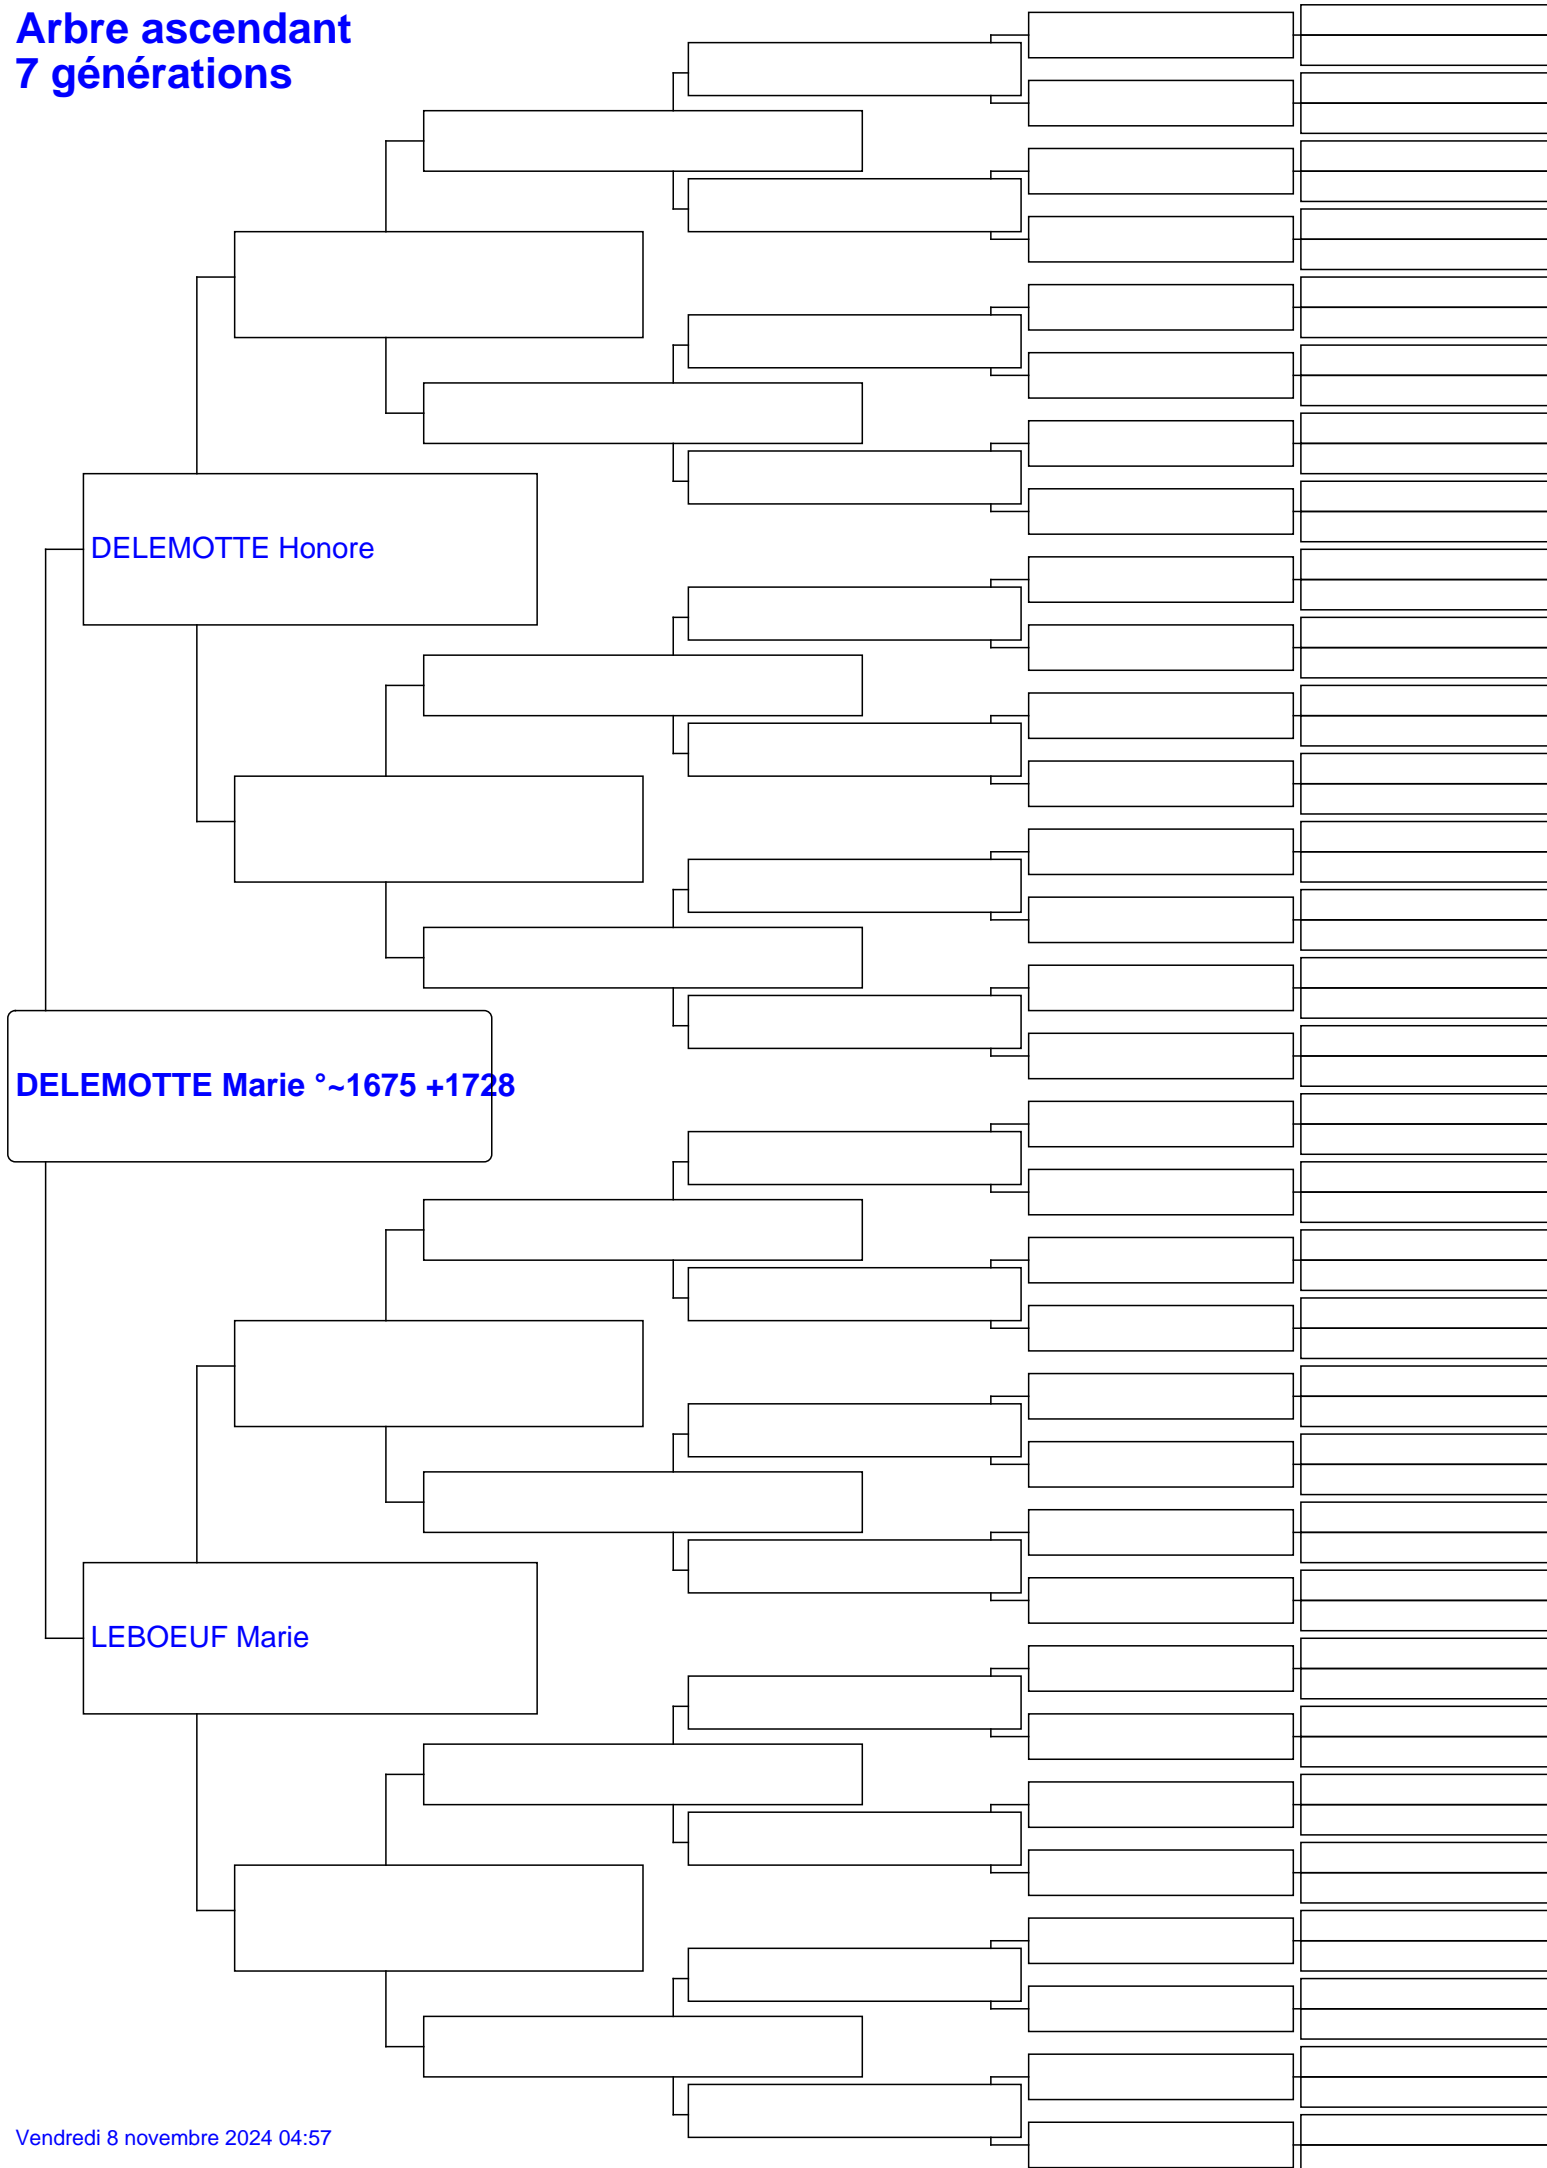 Arbre ascendant
7 générations
DELEMOTTE Honore
DELEMOTTE Marie °~1675 +1728
LEBOEUF Marie
Vendredi 8 novembre 2024 04:57